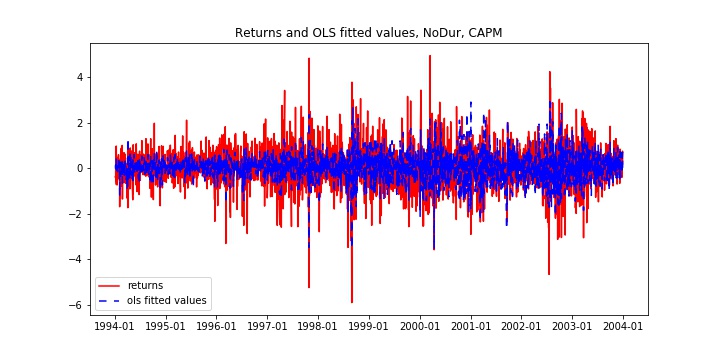 Returns and OLS fitted values, NoDur, CAPM
4
2
0
−2
−4
−6
returns
ols fitted values
1994-01 1995-01 1996-01 1997-01 1998-01 1999-01 2000-01 2001-01 2002-01 2003-01 2004-01